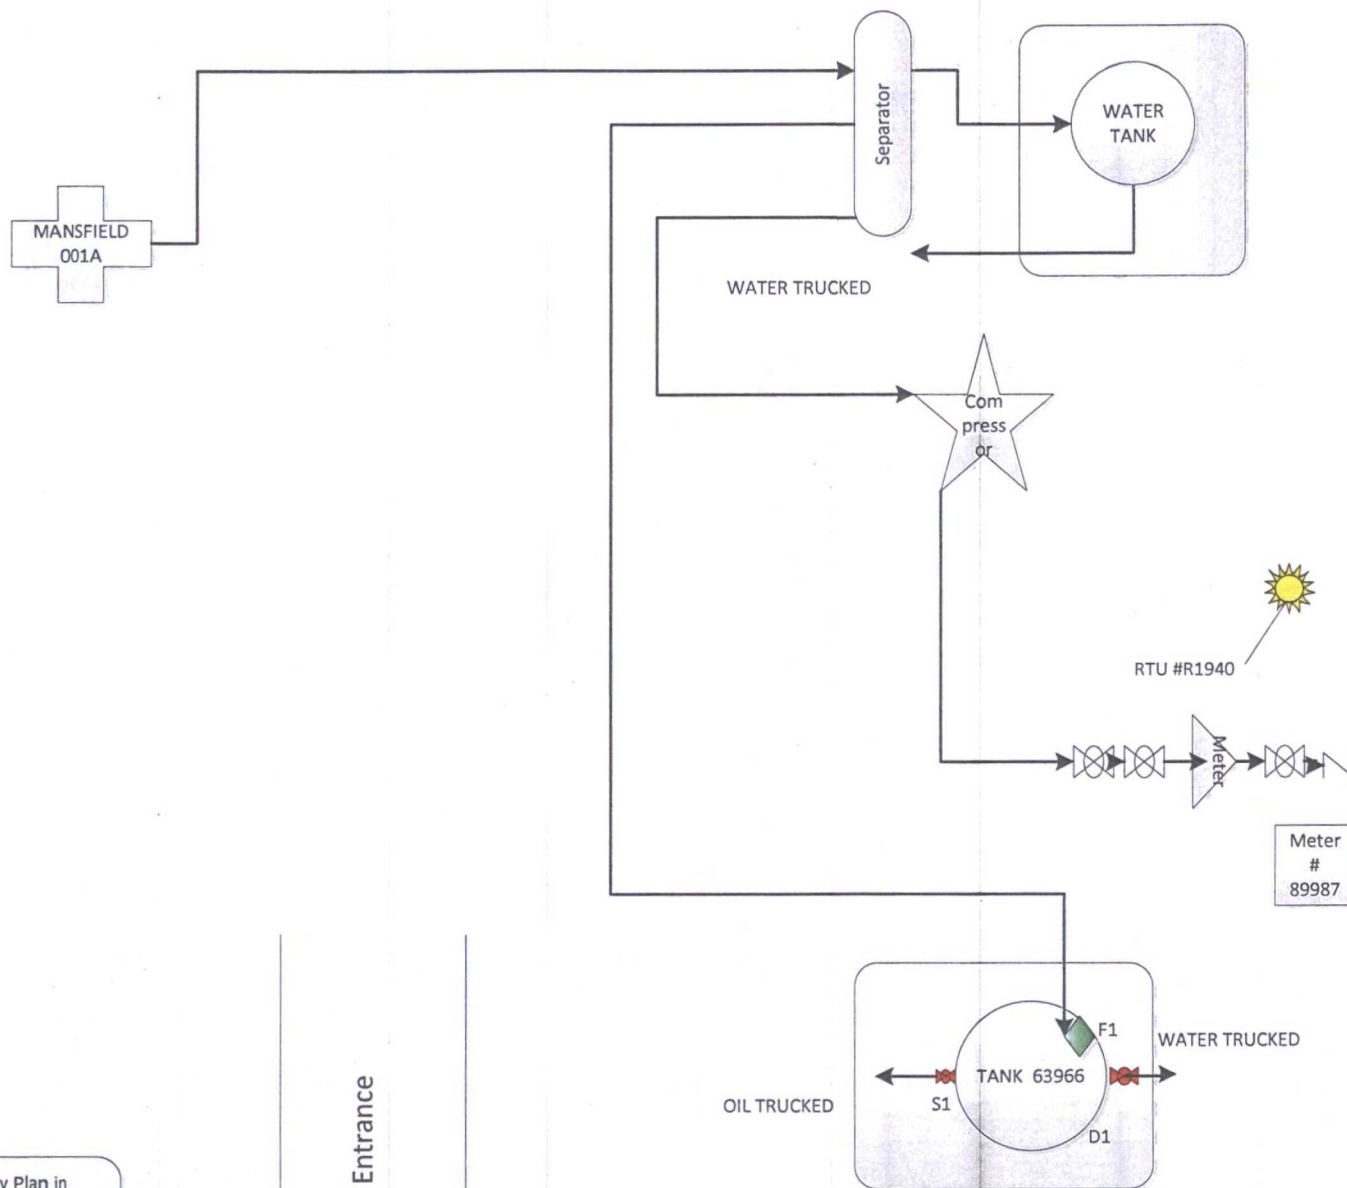 Separator
WATER
TANK
MANSFIELD
001A
WATER TRUCKED
Com
press
or
RTU #R1940
Meter
Meter
#
89987
F1
WATER TRUCKED
TANK 63966
S1
OIL TRUCKED
D1
Entrance
y Plan in